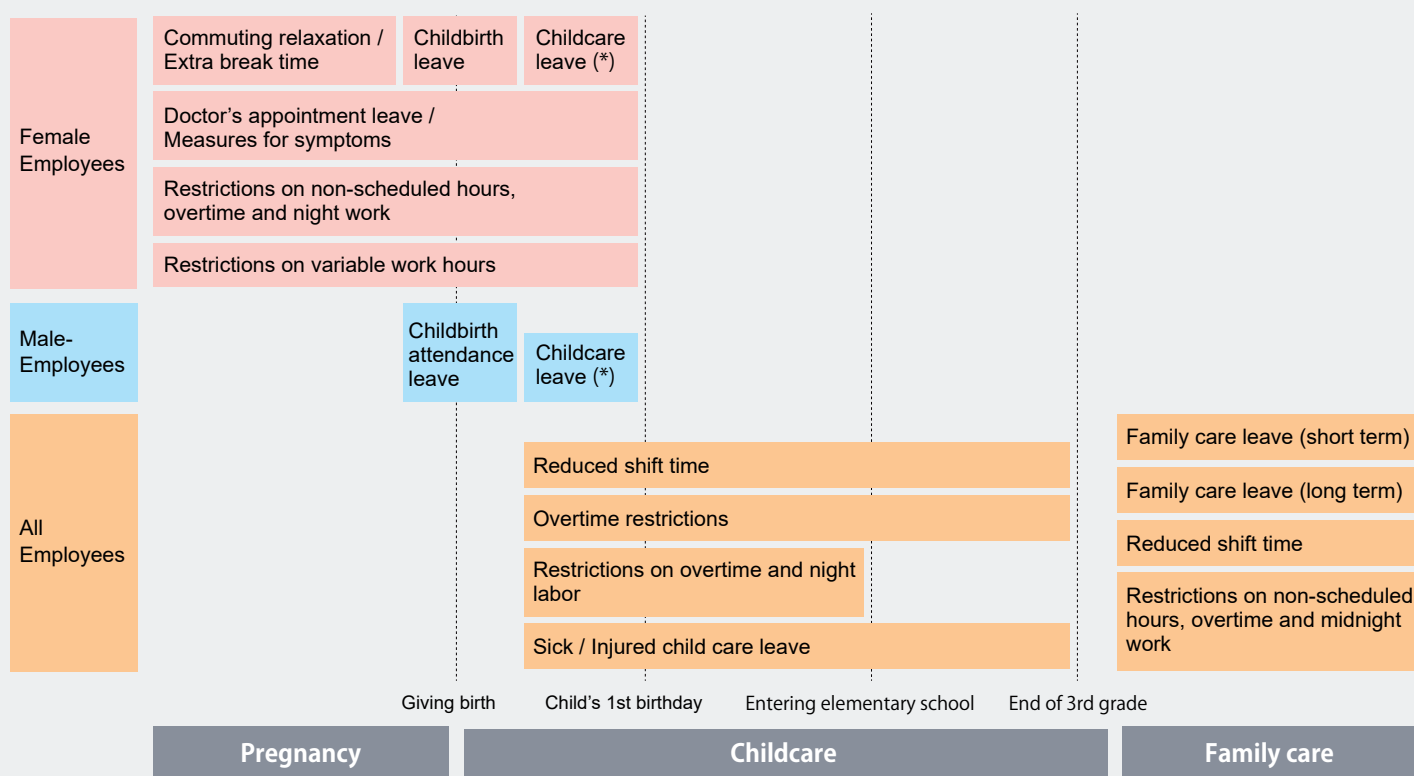 Female
Employees
Commuting relaxation /
Extra break time
Childbirth
leave
Childcare
leave (*)
Doctor’s appointment leave /
Measures for symptoms
Restrictions on non-scheduled hours,
overtime and night work
Restrictions on variable work hours
Male-
Employees
Childbirth
attendance
leave
Childcare
leave (*)
All
Employees
Reduced shift time
Overtime restrictions
Restrictions on overtime and night
labor
Sick / Injured child care leave
Family care leave (short term)
Family care leave (long term)
Reduced shift time
Restrictions on non-scheduled
hours, overtime and midnight
work
Giving birth
Child’s 1st birthday
Entering elementary school
End of 3rd grade
Pregnancy
Childcare
Family care